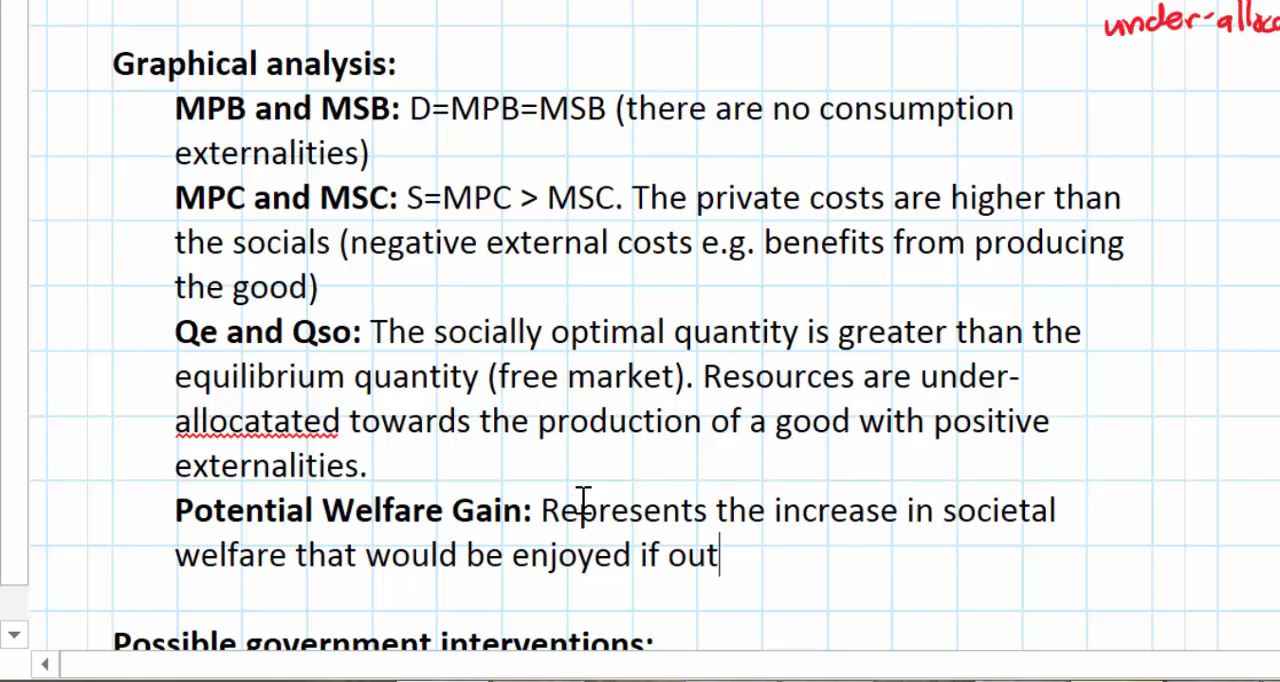 under-alloc
Graphical analysis:
MPB and MSB: D=MPB=MSB (there are no consumption
externalities)
MPC and MSC: S=MPC > MSC. The private costs are higher than
the socials (negative external costs e.g. benefits from producing
the good)
Qe and Qso: The socially optimal quantity is greater than the
equilibrium quantity (free market). Resources are under-
allocatated towards the production of a good with positive
externalities.
Potential Welfare Gain: Represents the increase in societal
welfare that would be enjoyed if out
Possible government interventions: